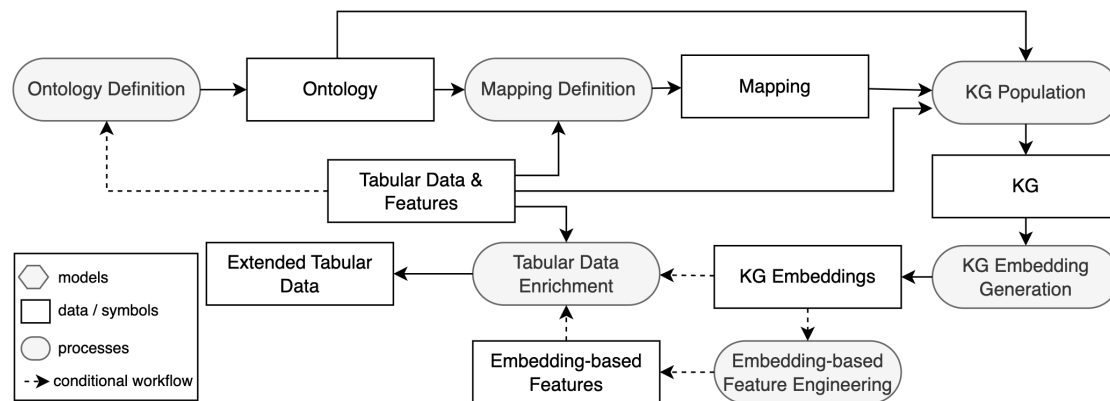 Ontology Definition
Ontology
Mapping Definition
Mapping
KG Population
Tabular Data &
Features
KG
Extended Tabular
Data
Tabular Data
Enrichment
KG Embeddings
KG Embedding
Generation
Embedding-based
Features
Embedding-based
Feature Engineering
models
data / symbols
processes
conditional workflow